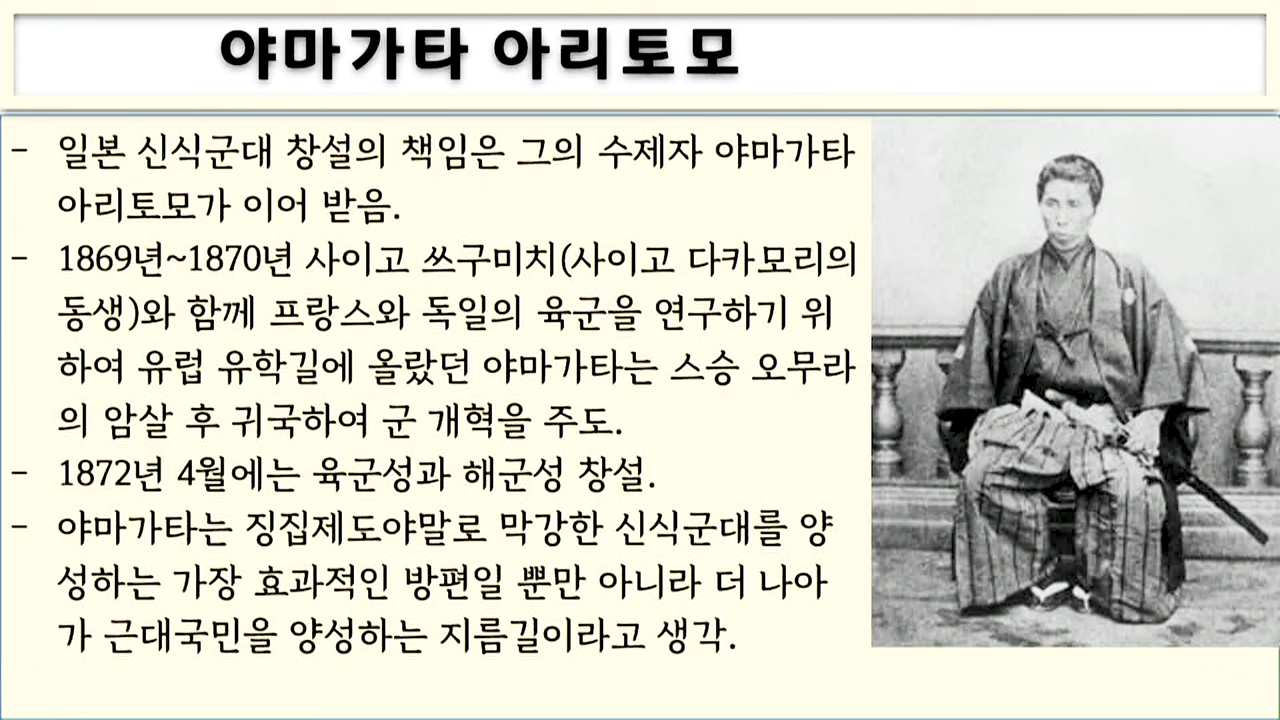 야마가타 아리토모
- 일본 신식군대 창설의 책임은 그의 수제자 야마가타
아리토모가 이어 받음.
- 1869년~1870년 사이고 쓰구미치(사이고 다카모리의
동생)와 함께 프랑스와 독일의 육군을 연구하기 위
하여 유럽 유학길에 올랐던 야마가타는 스승 오무라
의 암살 후 귀국하여 군 개혁을 주도.
- 1872년 4월에는 육군성과 해군성 창설.
- 야마가타는 징집제도야말로 막강한 신식군대를 양
성하는 가장 효과적인 방편일 뿐만 아니라 더 나아
가 근대국민을 양성하는 지름길이라고 생각.